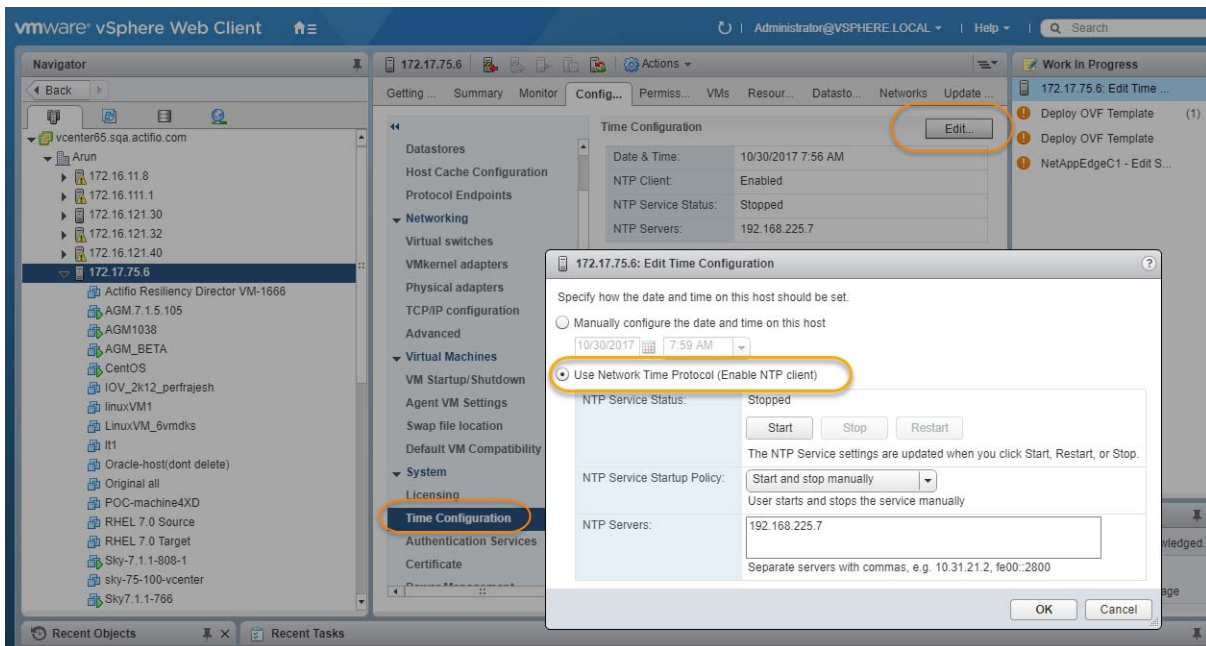 vmware® vSphere Web Client
Administrator@VSPHERE.LOCAL
Help
Search
Navigator
Back
vcenter65.sqa.actifio.com
Arun
172.16.11.8
172.16.111.1
172.16.121.30
172.16.121.32
172.16.121.40
172.17.75.6
Actifio Resiliency Director VM-1666
AGM.7.1.5.105
AGM1038
AGM_BETA
CentOS
IOV_2k12_perfrajesh
linuxVM1
LinuxVM_6vmdks
lt1
Oracle-host(dont delete)
Original all
POC-machine4XD
RHEL 7.0 Source
RHEL 7.0 Target
Sky-7.1.1-808-1
sky-75-100-vcenter
Sky7.1.1-766
Recent Objects
Recent Tasks
172.17.75.6
Actions
Getting ... Summary Monitor Config... Permiss... VMs Resour... Datasto... Networks Update ...
Datastores
Host Cache Configuration
Protocol Endpoints
Networking
Virtual switches
VMkernel adapters
Physical adapters
TCP/IP configuration
Advanced
Virtual Machines
VM Startup/Shutdown
Agent VM Settings
Swap file location
Default VM Compatibility
System
Licensing
Time Configuration
Authentication Services
Certificate
Time Configuration
Edit...
Date & Time: 10/30/2017 7:56 AM
NTP Client: Enabled
NTP Service Status: Stopped
NTP Servers: 192.168.225.7
Work In Progress
172.17.75.6: Edit Time ...
Deploy OVF Template (1)
Deploy OVF Template
NetAppEdgeC1 - Edit S...
172.17.75.6: Edit Time Configuration
Specify how the date and time on this host should be set.
Manually configure the date and time on this host
10/30/2017 7:59 AM
Use Network Time Protocol (Enable NTP client)
NTP Service Status: Stopped
Start Stop Restart
The NTP Service settings are updated when you click Start, Restart, or Stop.
NTP Service Startup Policy: Start and stop manually
User starts and stops the service manually
NTP Servers: 192.168.225.7
Separate servers with commas, e.g. 10.31.21.2, fe00::2800
OK Cancel